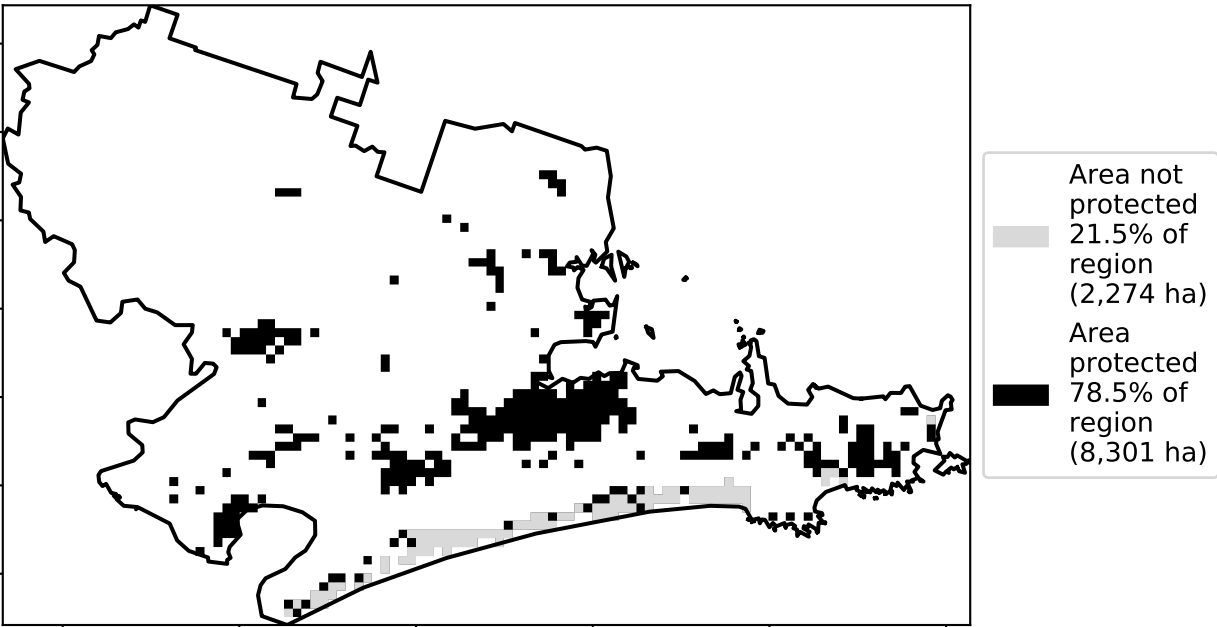 Area not
protected
21.5% of
region
(2,274 ha)
Area
protected
78.5% of
region
(8,301 ha)